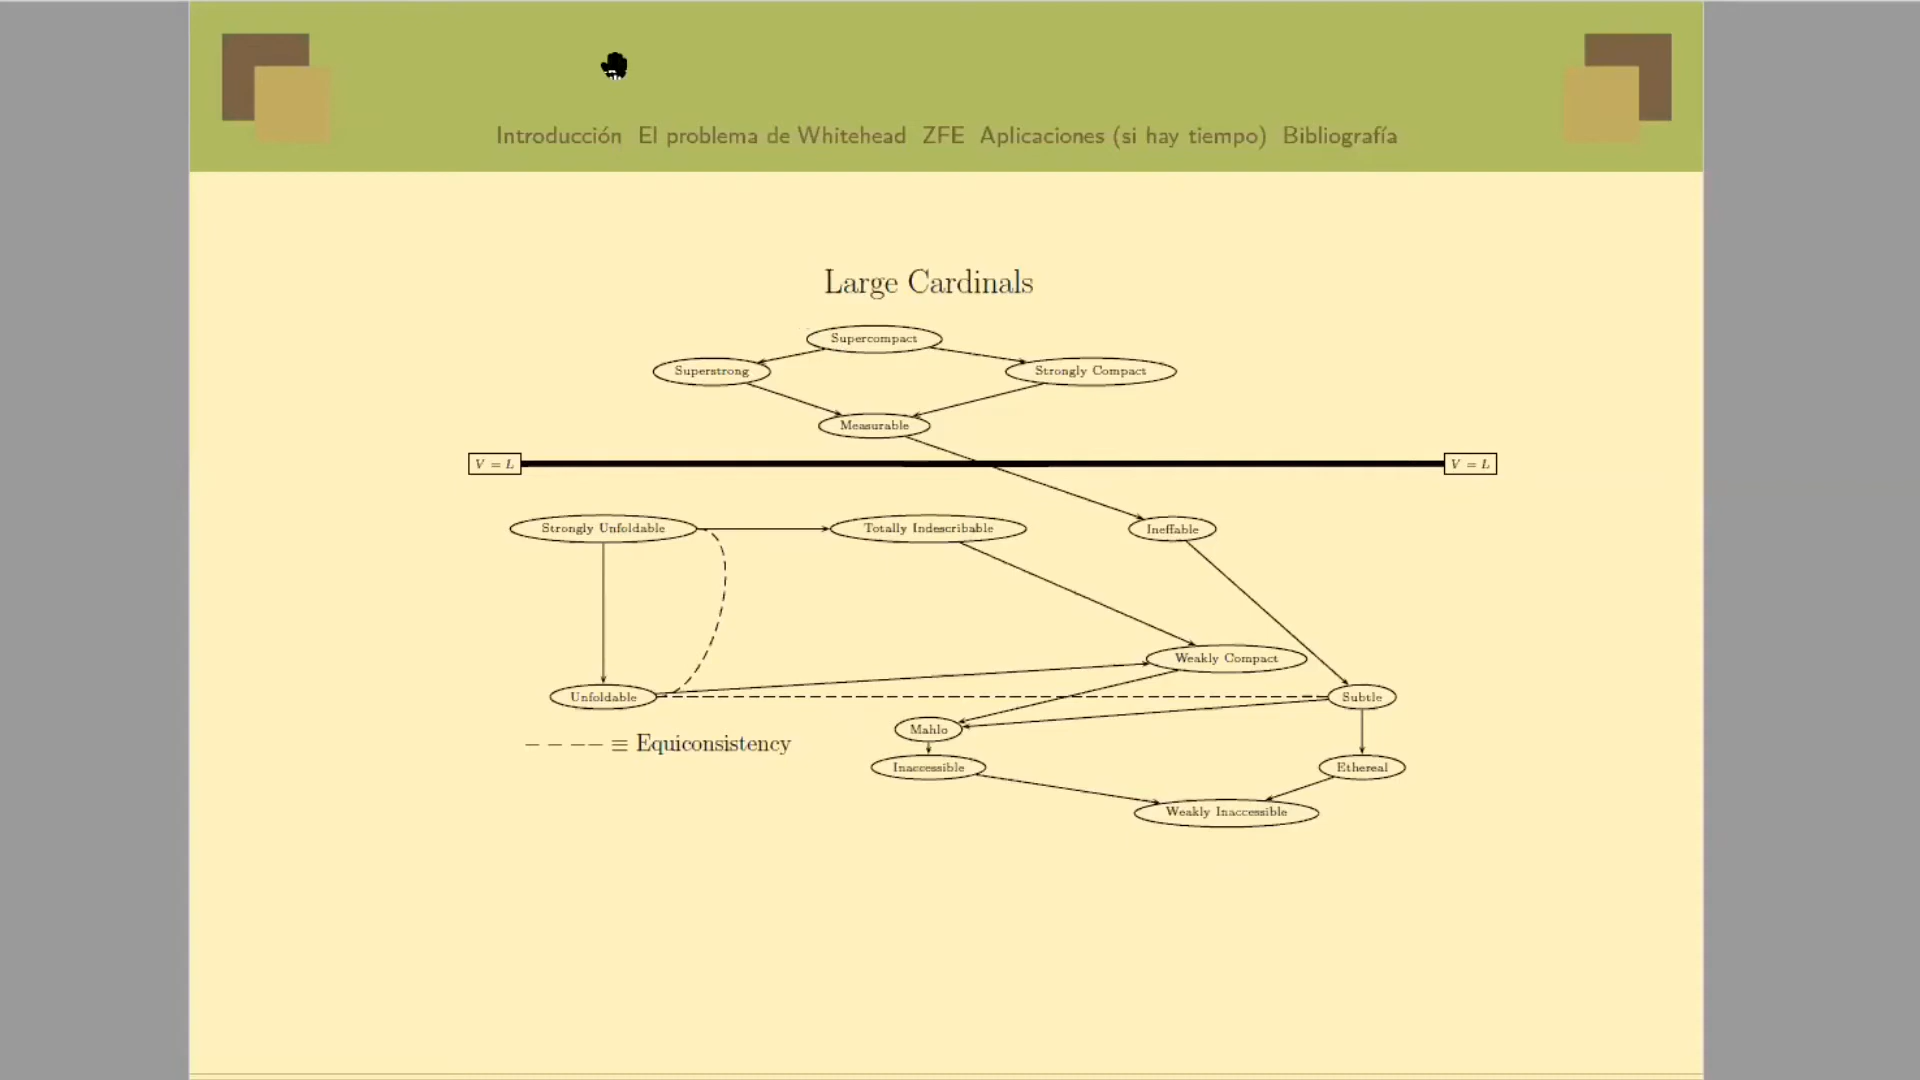 Introducción El problema de Whitehead ZFE Aplicaciones (si hay tiempo) Bibliografía
Large Cardinals
Supercompact
Superstrong
Strongly Compact
Measurable
V = L
V = L
Strongly Unfoldable
Totally Indescribable
Ineffable
Weakly Compact
Unfoldable
Subtle
Mahlo
− − − − ≡ Equiconsistency
Inaccessible
Ethereal
Weakly Inaccessible